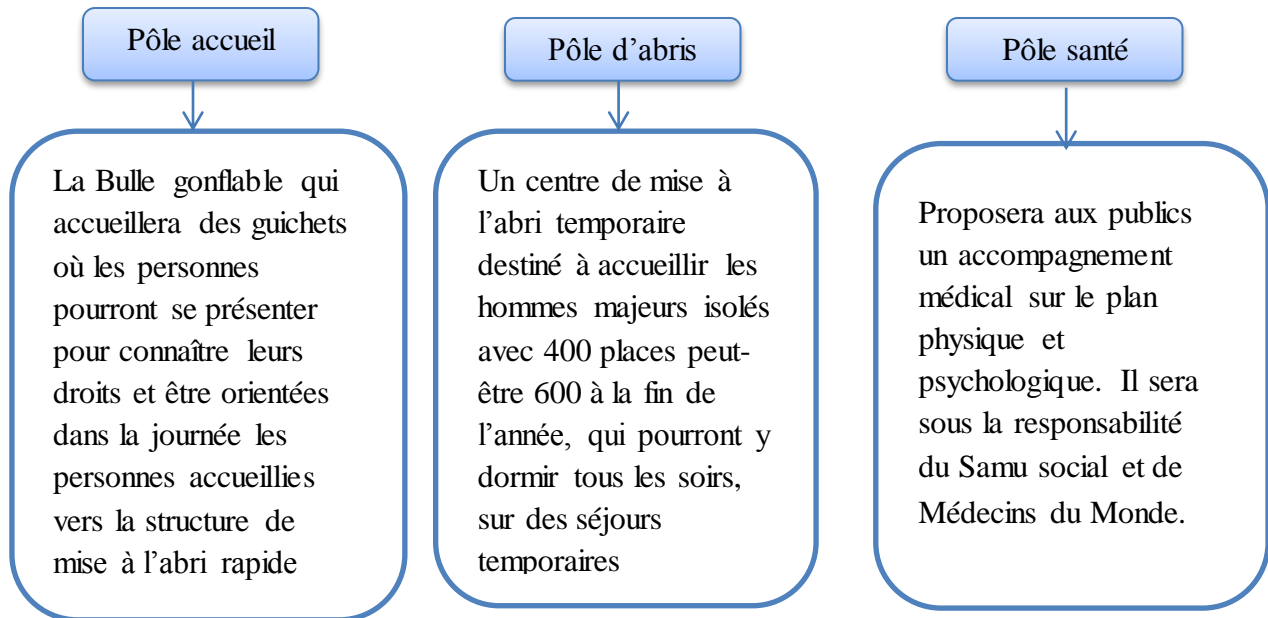 Pôle accueil
La Bulle gonflable qui
accueillera des guichets
où les personnes
pourront se présenter
pour connaître leurs
droits et être orientées
dans la journée les
personnes accueillies
vers la structure de
mise à l’abri rapide
Pôle d’abris
Un centre de mise à
l’abri temporaire
destiné à accueillir les
hommes majeurs isolés
avec 400 places peut-
être 600 à la fin de
l’année, qui pourront y
dormir tous les soirs,
sur des séjours
temporaires
Pôle santé
Proposera aux publics
un accompagnement
médical sur le plan
physique et
psychologique. Il sera
sous la responsabilité
du Samu social et de
Médecins du Monde.